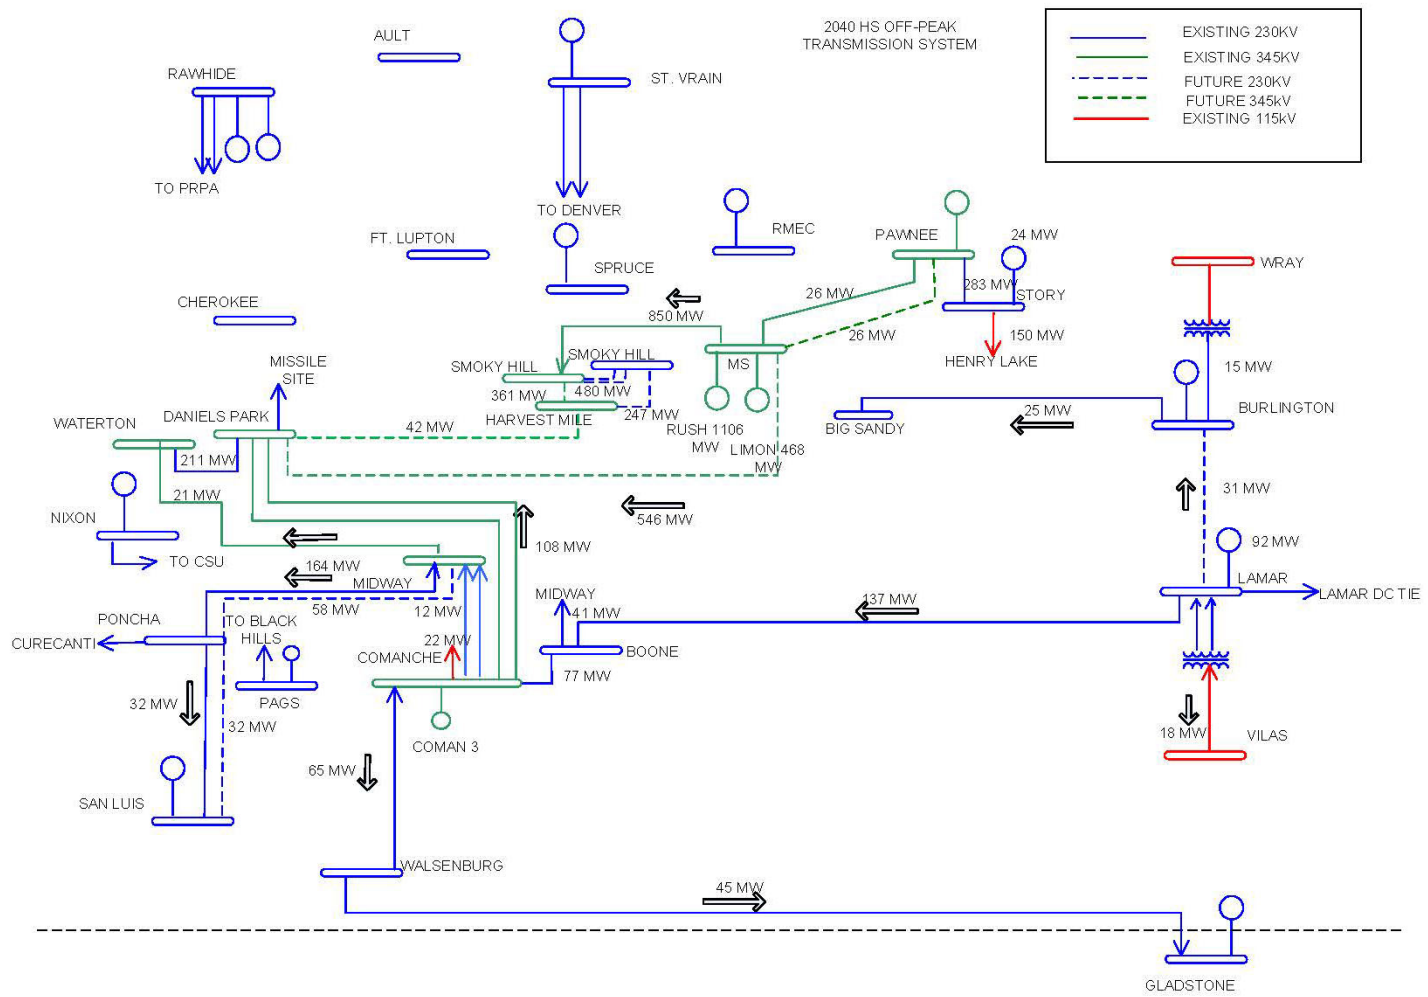 2040 HS OFF-PEAK
TRANSMISSION SYSTEM
EXISTING 230KV
EXISTING 345KV
FUTURE 230KV
FUTURE 345kV
EXISTING 115kV
AULT
RAWHIDE
ST. VRAIN
TO PRPA
TO DENVER
RMEC
PAWNEE
24 MW
FT. LUPTON
SPRUCE
WRAY
283 MW
STORY
26 MW
CHEROKEE
850 MW
26 MW
150 MW
HENRY LAKE
MISSILE
SITE
SMOKY HILL
SMOKY HILL
MS
15 MW
361 MW
480 MW
DANIELS PARK
WATERTON
HARVEST MILE
247 MW
25 MW
BURLINGTON
42 MW
RUSH 1106
MW
BIG SANDY
LIMON 468
MW
211 MW
21 MW
31 MW
NIXON
546 MW
TO CSU
108 MW
92 MW
164 MW
MIDWAY
LAMAR
LAMAR DC TIE
58 MW
12 MW
MIDWAY
41 MW
137 MW
PONCHA
TO BLACK
HILLS
CURECANTI
22 MW
COMANCHE
BOONE
77 MW
PAGS
32 MW
32 MW
COMAN 3
18 MW
VILAS
65 MW
SAN LUIS
WALSENBURG
45 MW
GLADSTONE